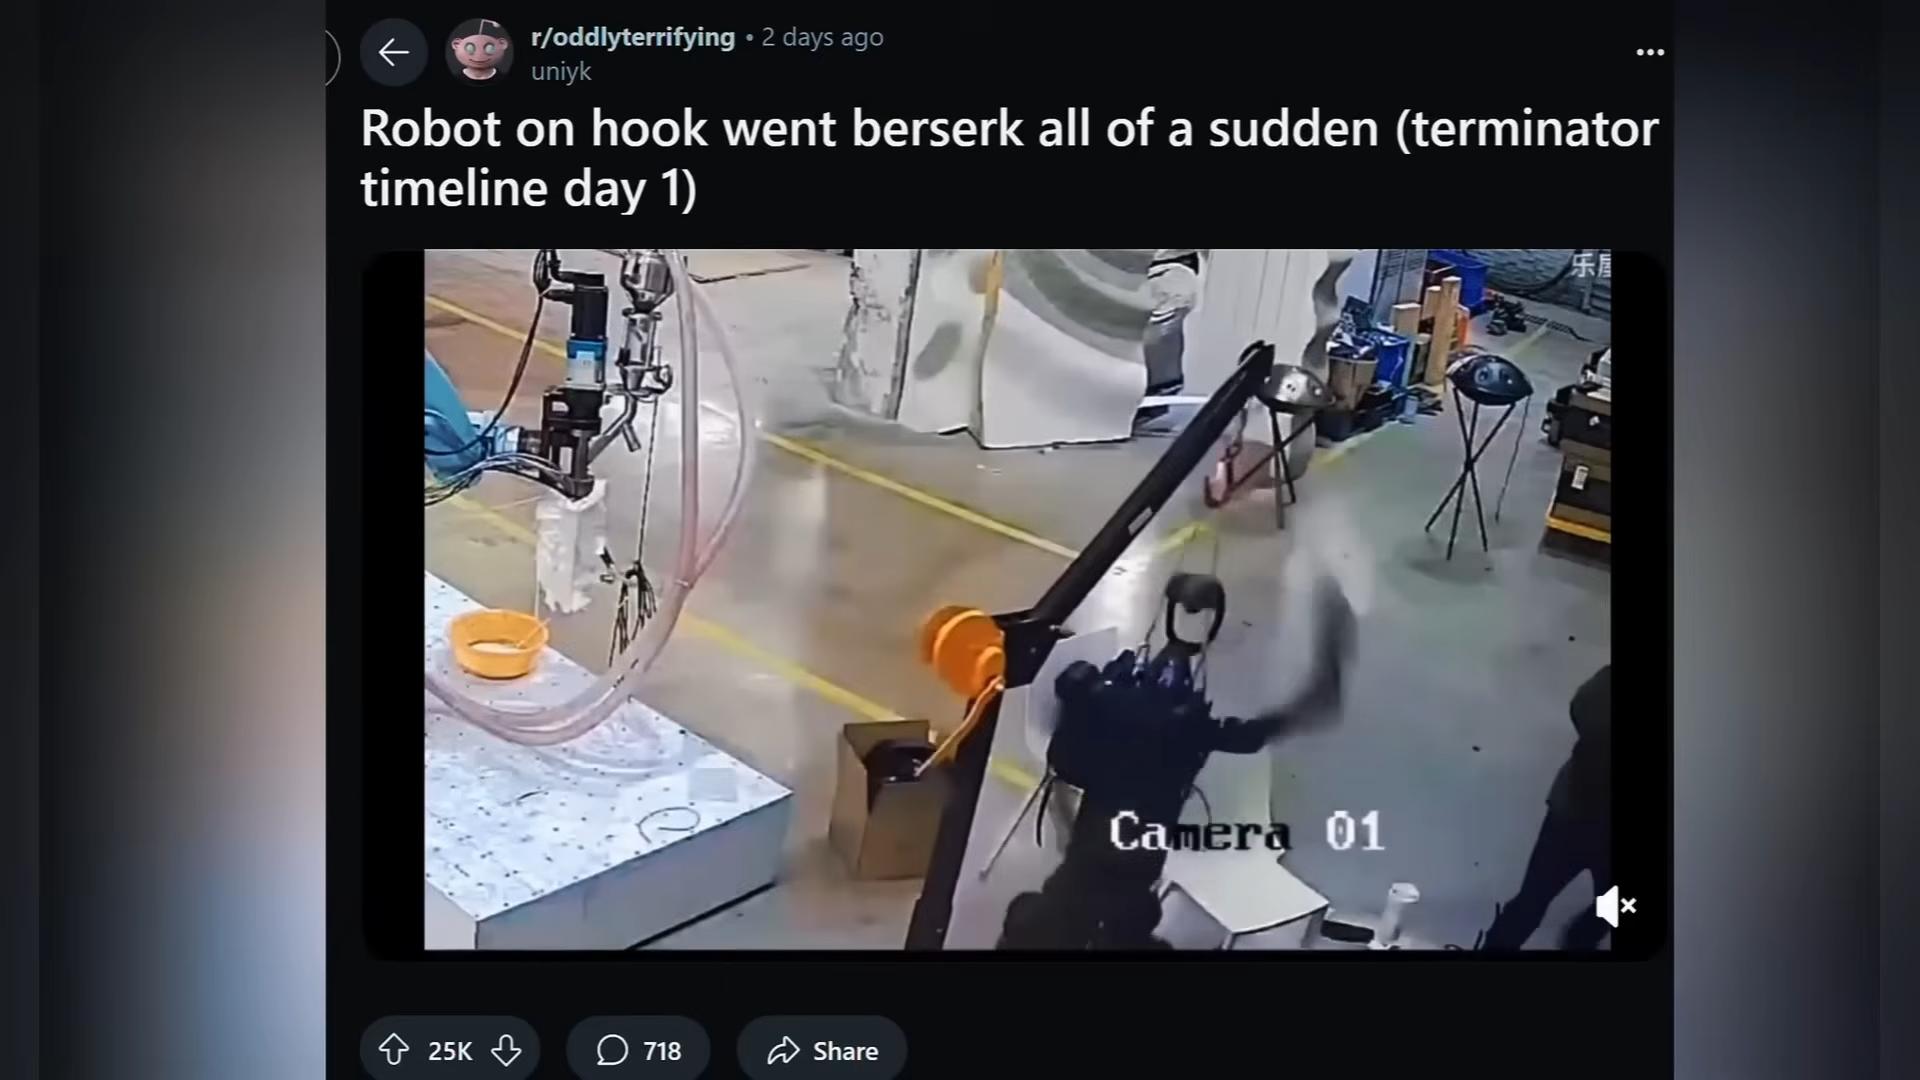 r/oddlyterrifying • 2 days ago
uniyk
Robot on hook went berserk all of a sudden (terminator
timeline day 1)
乐
Camera 01
25K
718
Share